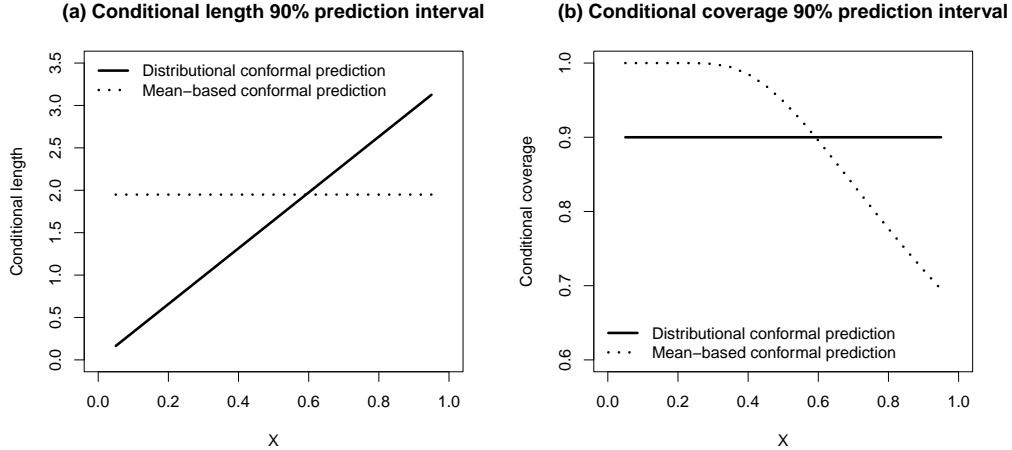 (a) Conditional length 90% prediction interval
Conditional length
3.5
3.0
2.5
2.0
1.5
1.0
0.5
0.0
Distributional conformal prediction
Mean−based conformal prediction
0.0 0.2 0.4 0.6 0.8 1.0
X
(b) Conditional coverage 90% prediction interval
Conditional coverage
1.0
0.9
0.8
0.7
0.6
Distributional conformal prediction
Mean−based conformal prediction
0.0 0.2 0.4 0.6 0.8 1.0
X